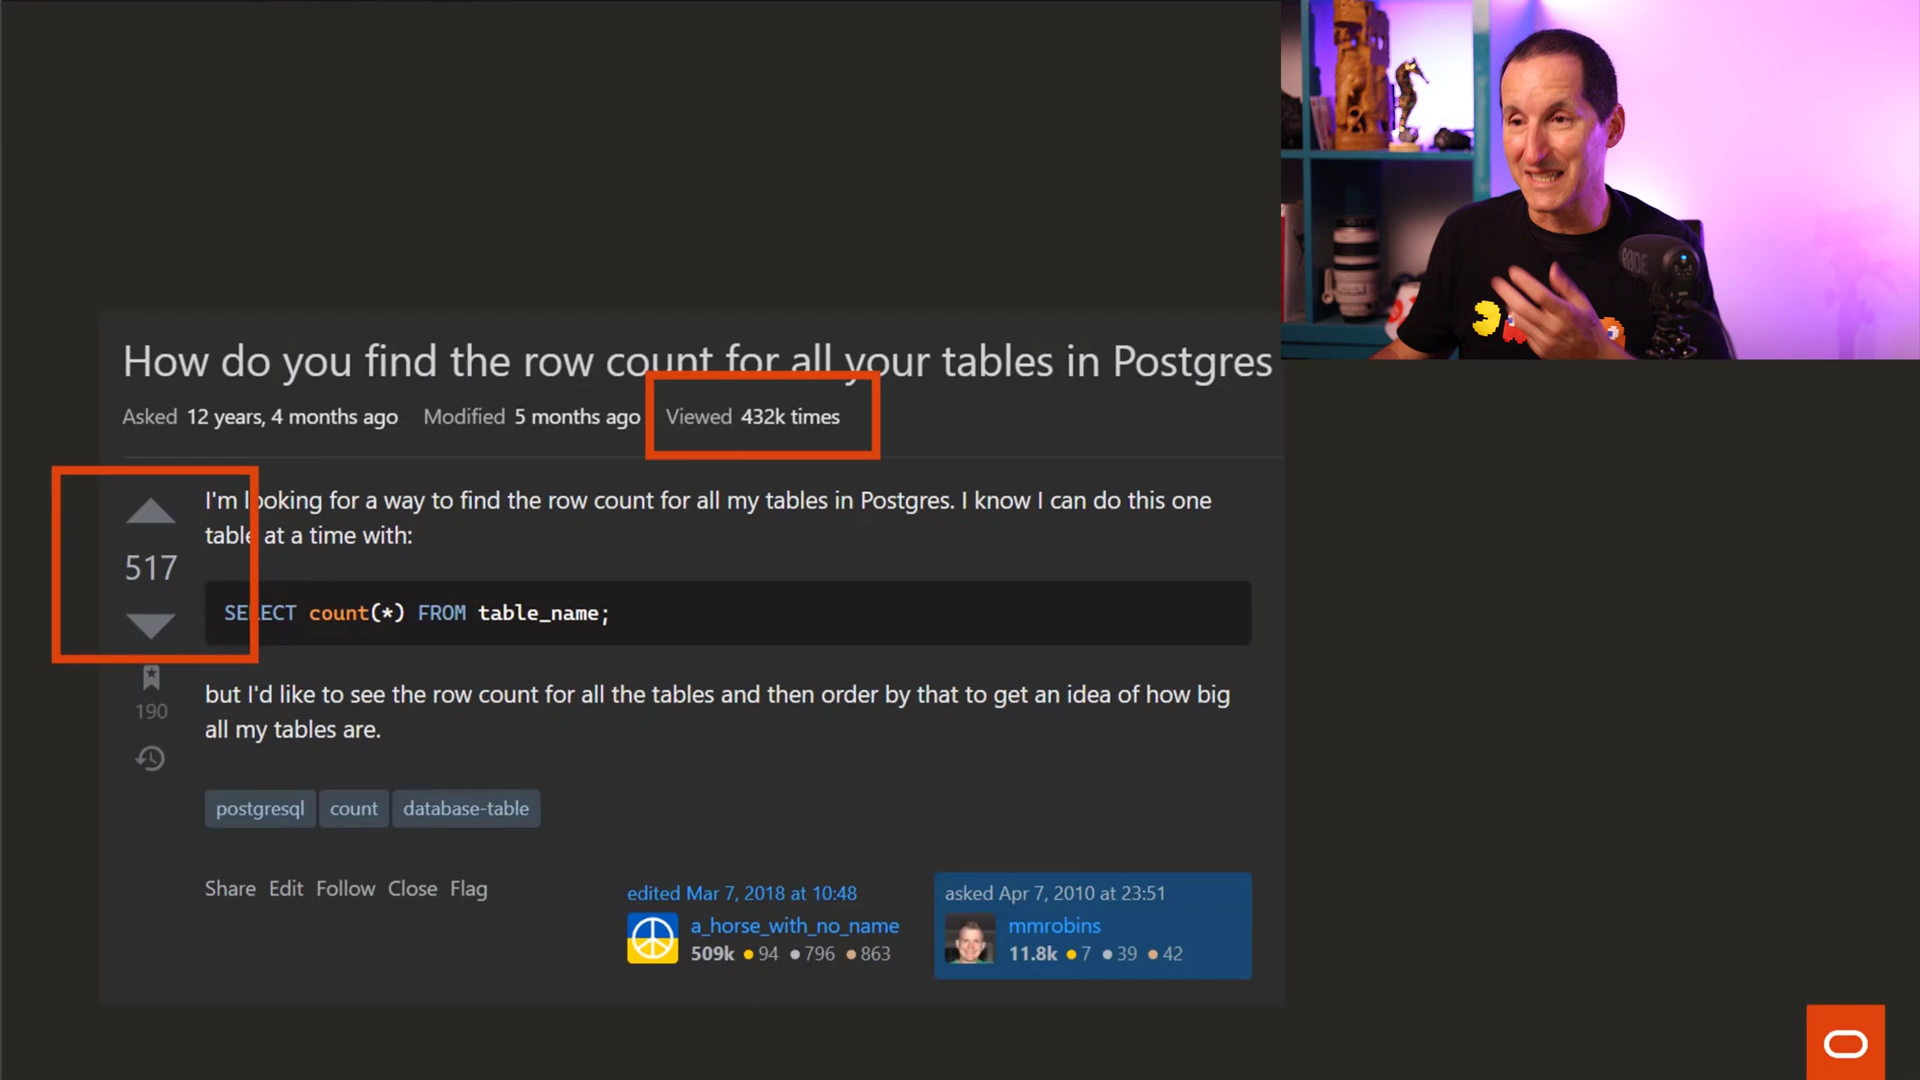 How do you find the row count for all your tables in Postgres
Asked 12 years, 4 months ago Modified 5 months ago Viewed 432k times
517
I'm looking for a way to find the row count for all my tables in Postgres. I know I can do this one
table at a time with:
SELECT count(*) FROM table_name;
190
but I'd like to see the row count for all the tables and then order by that to get an idea of how big
all my tables are.
postgresql count database-table
Share Edit Follow Close Flag
edited Mar 7, 2018 at 10:48
a_horse_with_no_name
509k 94 796 863
asked Apr 7, 2010 at 23:51
mmrobins
11.8k 7 39 42
RODE